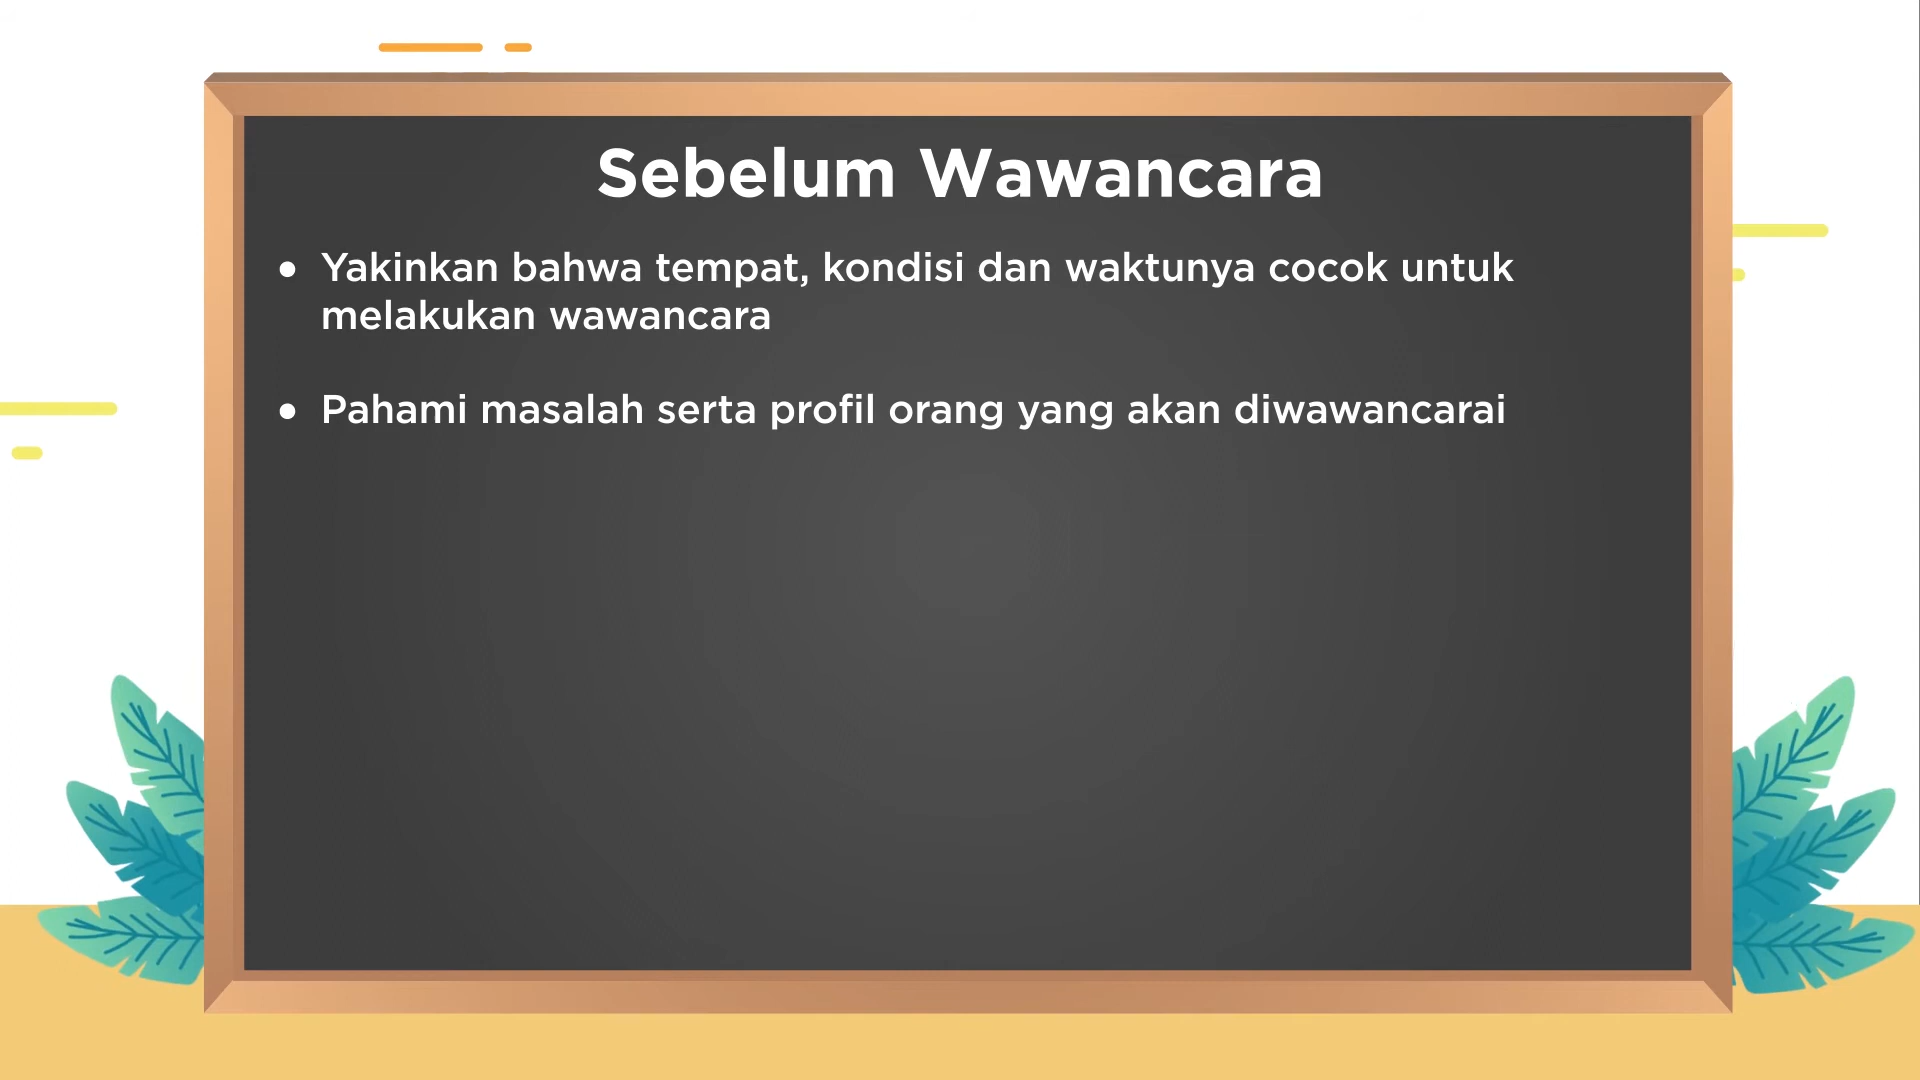 Sebelum Wawancara
● Yakinkan bahwa tempat, kondisi dan waktunya cocok untuk
melakukan wawancara
● Pahami masalah serta profil orang yang akan diwawancarai